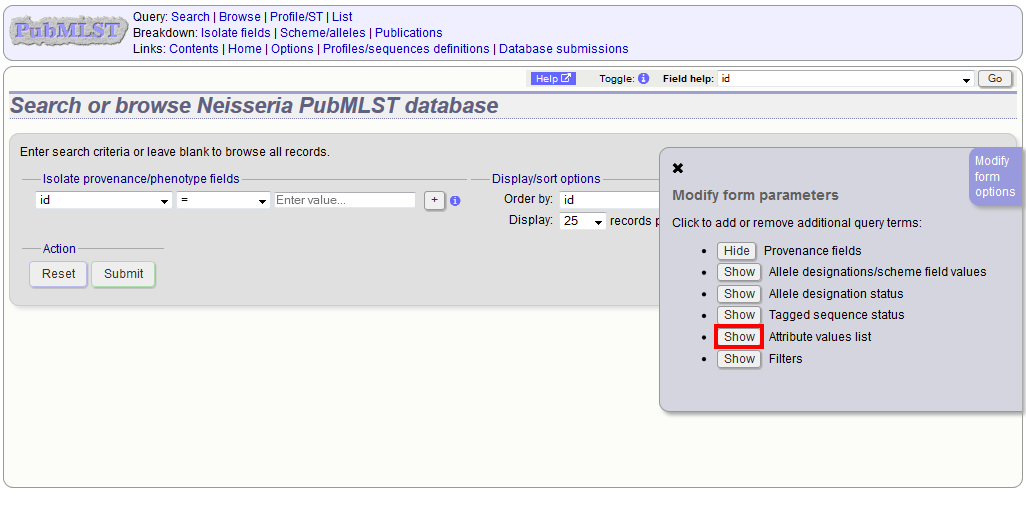 PubMLST
Query: Search | Browse | Profile/ST | List
Breakdown: Isolate fields | Scheme/alleles | Publications
Links: Contents | Home | Options | Profiles/sequences definitions | Database submissions
Help Toggle: i Field help: id Go
Search or browse Neisseria PubMLST database
Enter search criteria or leave blank to browse all records.
Isolate provenance/phenotype fields
id = Enter value... + i
Display/sort options
Order by: id
Display: 25 records p
Action
Reset Submit
Modify
form
options
Modify form parameters
Click to add or remove additional query terms:
• Hide Provenance fields
• Show Allele designations/scheme field values
• Show Allele designation status
• Show Tagged sequence status
• Show Attribute values list
• Show Filters